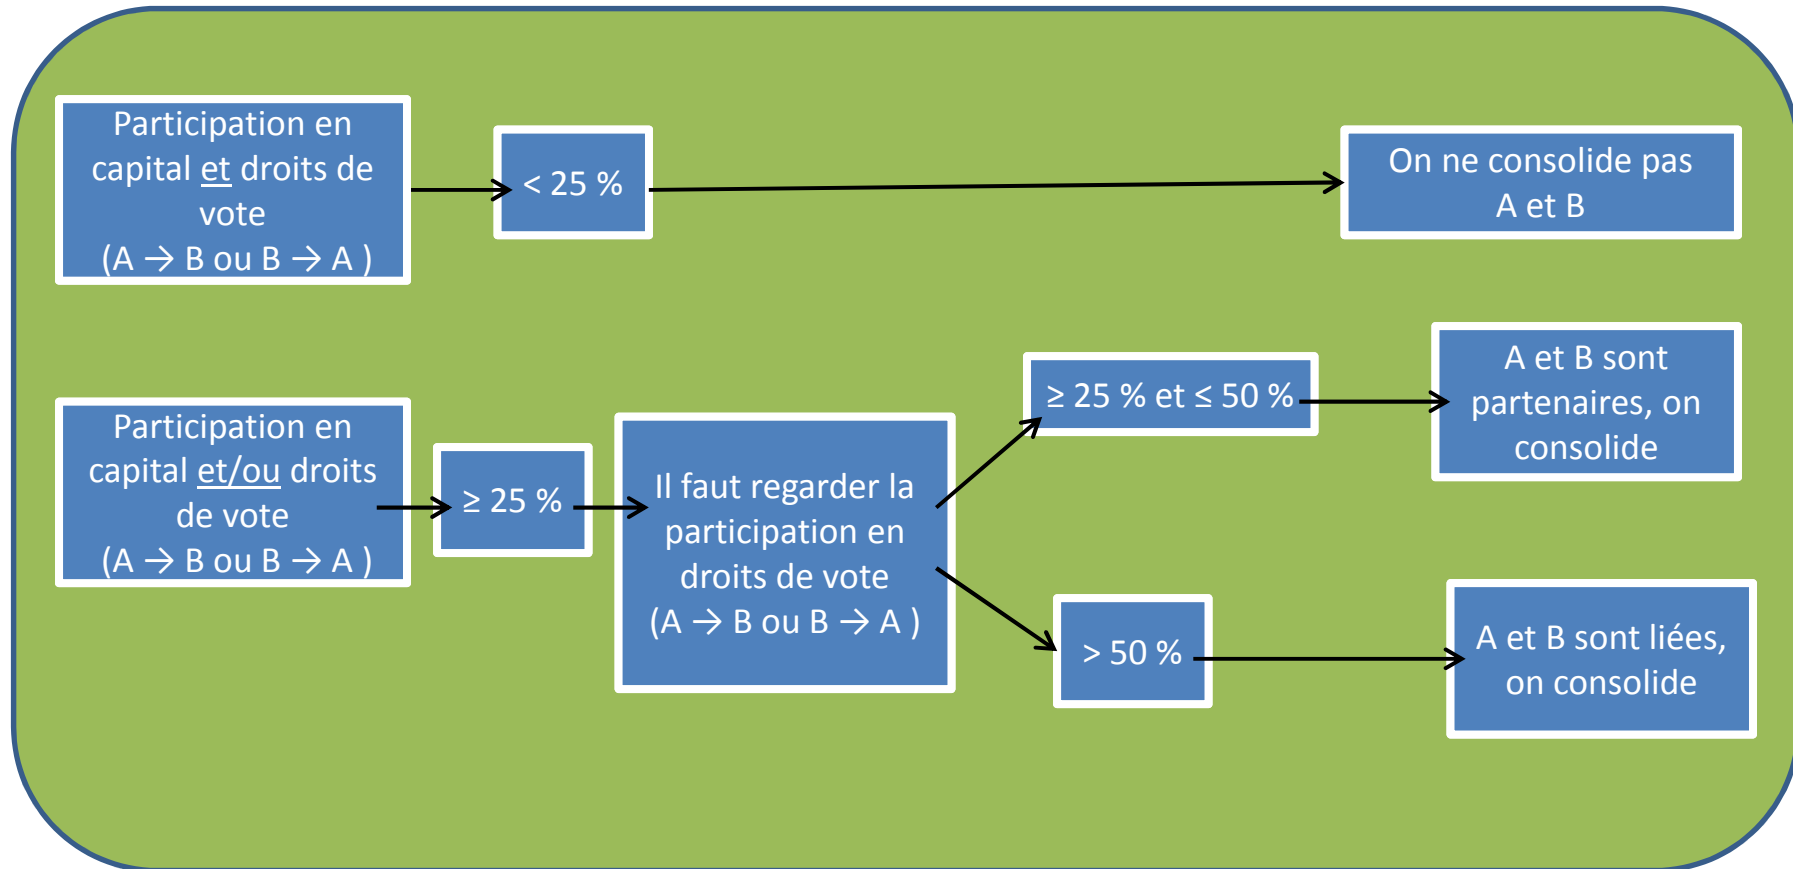 Participation en
capital et droits de
vote
(A → B ou B → A )
< 25 %
On ne consolide pas
A et B
Participation en
capital et/ou droits
de vote
(A → B ou B → A )
≥ 25 %
Il faut regarder la
participation en
droits de vote
(A → B ou B → A )
≥ 25 % et ≤ 50 %
A et B sont
partenaires, on
consolide
> 50 %
A et B sont liées,
on consolide